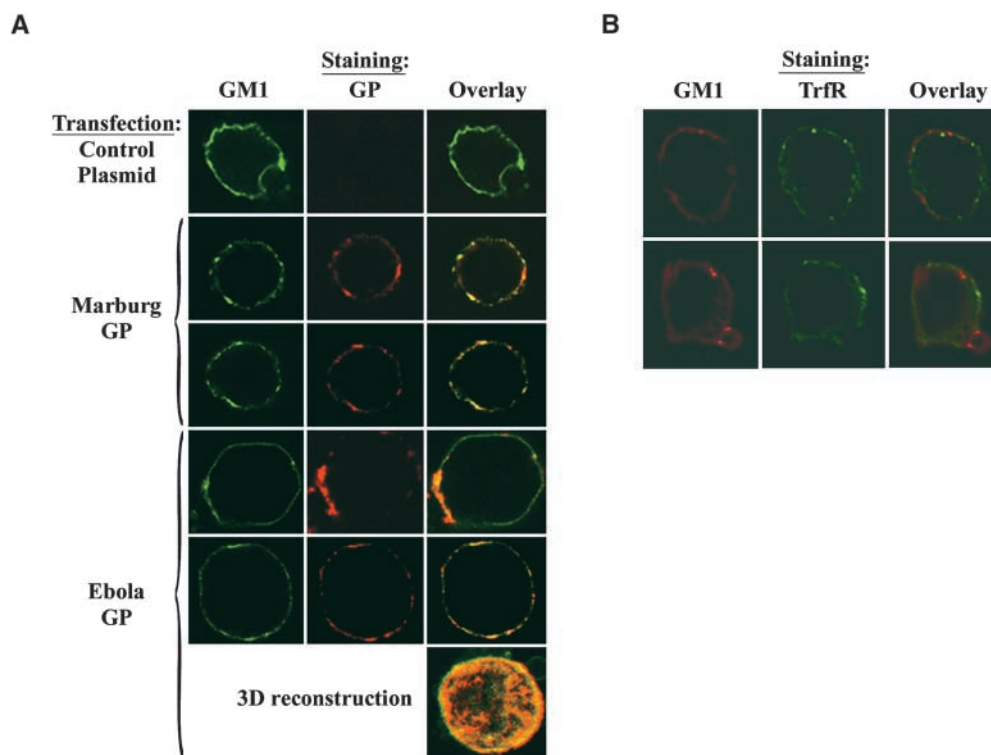 A
Staining:
GM1 GP Overlay
Transfection:
Control
Plasmid
Marburg
GP
Ebola
GP
3D reconstruction
B
Staining:
GM1 TrfR Overlay